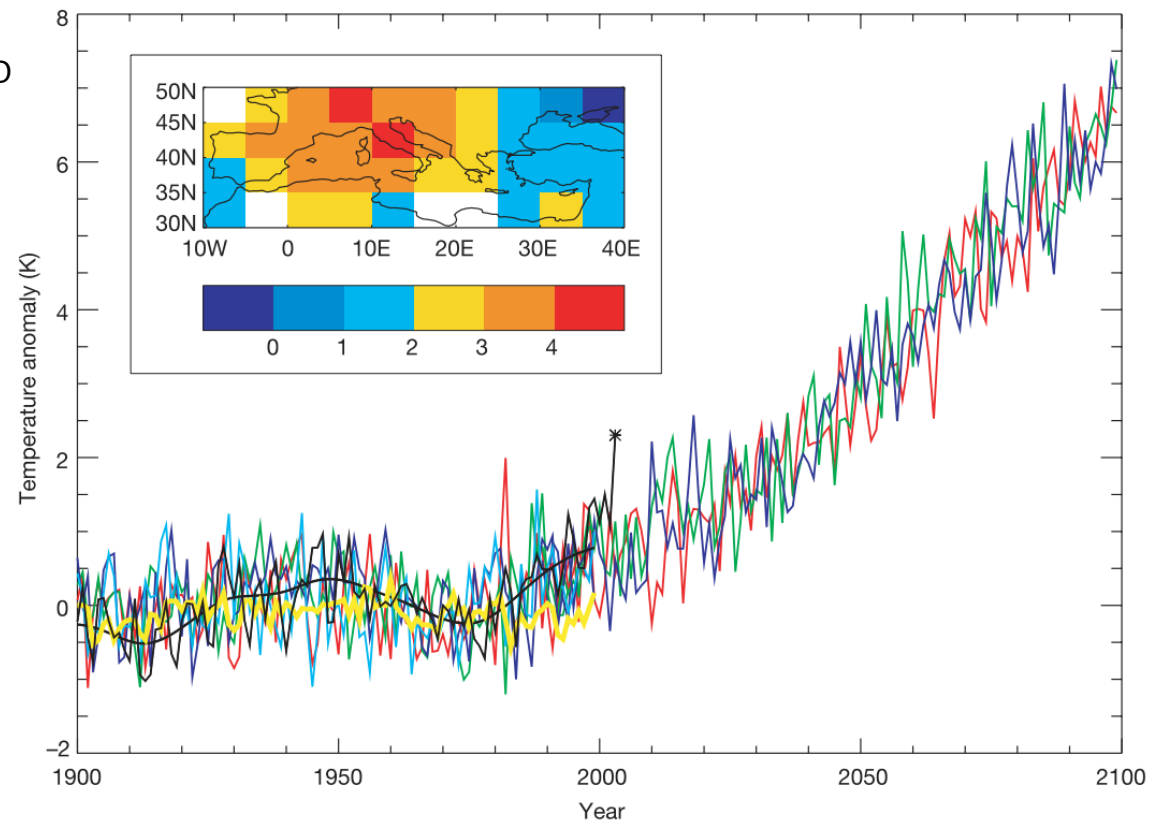 8
6
4
2
0
−2
Temperature anomaly (K)
50N
45N
40N
35N
30N
10W 0 10E 20E 30E 40E
0 1 2 3 4
1900 1950 2000 2050 2100
Year